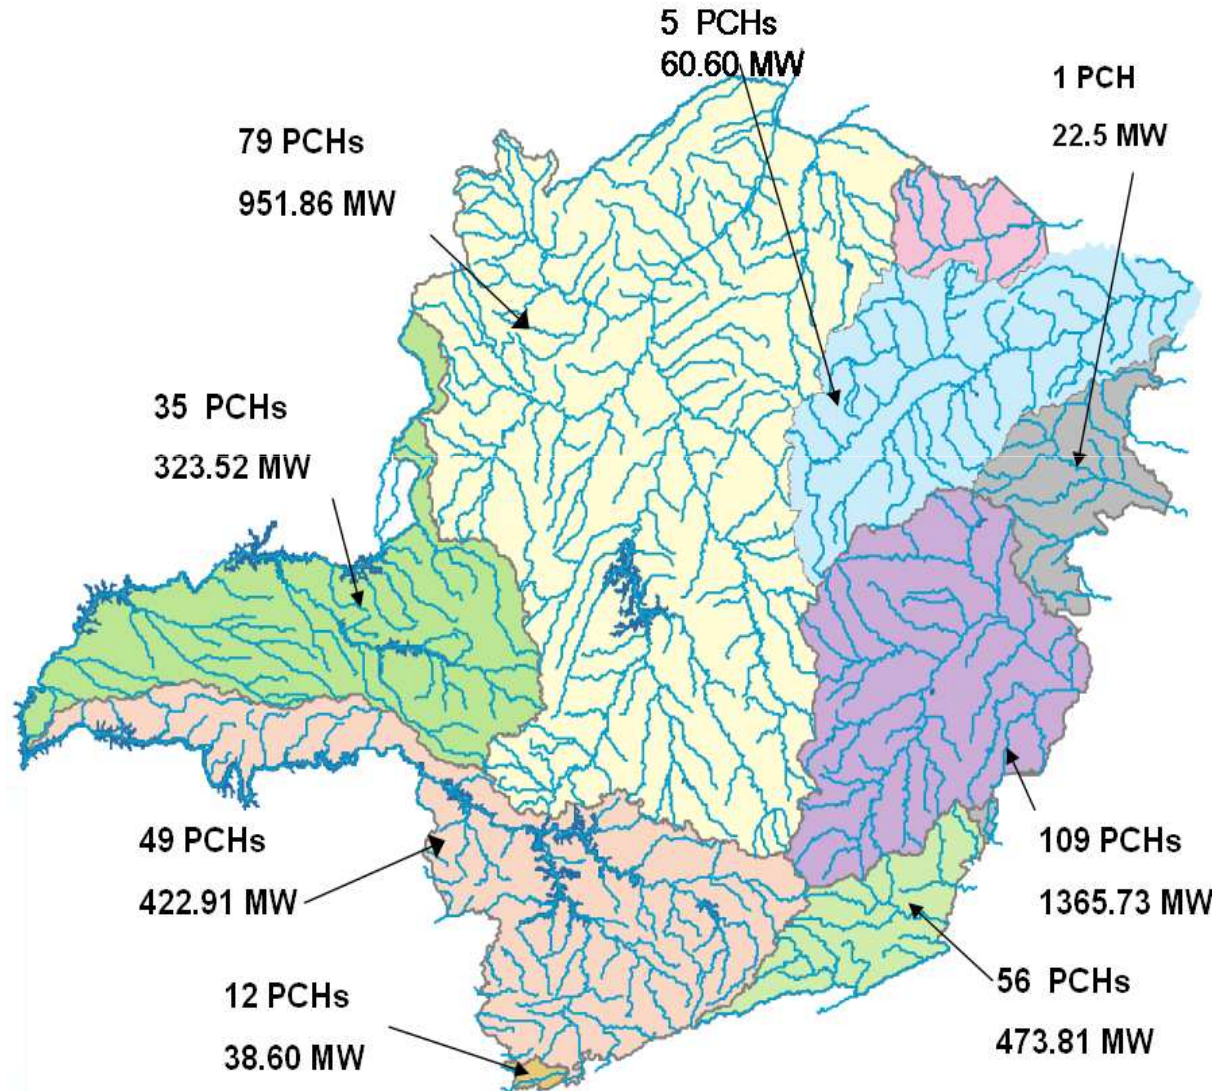 5 PCHs
60.60 MW
1 PCH
22.5 MW
79 PCHs
951.86 MW
35 PCHs
323.52 MW
49 PCHs
422.91 MW
109 PCHs
1365.73 MW
12 PCHs
38.60 MW
56 PCHs
473.81 MW